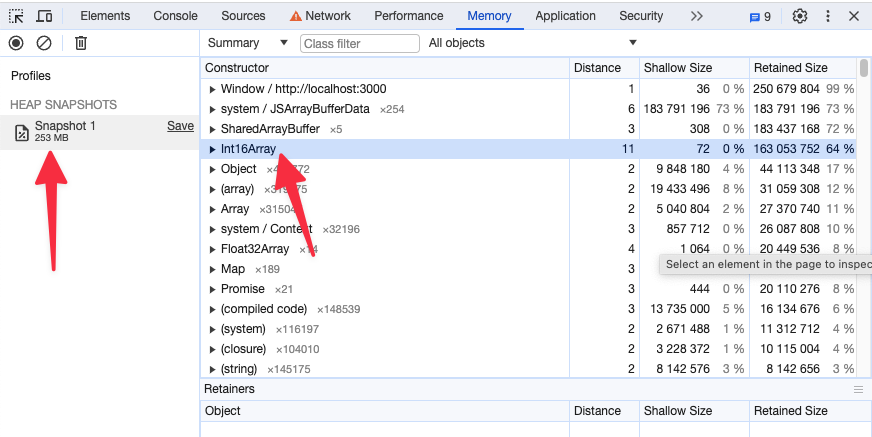 Elements Console Sources Network Performance Memory Application Security 9
Summary Class filter All objects
Profiles
HEAP SNAPSHOTS
Snapshot 1 Save
253 MB
Constructor Distance Shallow Size Retained Size
Window / http://localhost:3000 1 36 0 % 250 679 804 99 %
system / JSArrayBufferData ×254 6 183 791 196 73 % 183 791 196 73 %
SharedArrayBuffer ×5 3 308 0 % 183 437 168 72 %
Int16Array 11 72 0 % 163 053 752 64 %
Object 2 9 848 180 4 % 44 113 348 17 %
(array) 2 19 433 496 8 % 31 059 308 12 %
Array ×31504 2 5 040 804 2 % 27 370 740 11 %
system / Context ×32196 3 857 712 0 % 26 087 808 10 %
Float32Array 4 1 064 0 % 20 449 536 8 %
Map ×189 3
Select an element in the page to inspec
Promise ×21 3 444 0 % 20 110 276 8 %
(compiled code) ×148539 3 13 735 000 5 % 16 134 676 6 %
(system) ×116197 2 2 671 488 1 % 11 312 712 4 %
(closure) ×104010 2 3 228 372 1 % 10 115 004 4 %
(string) ×145175 2 8 142 576 3 % 8 142 656 3 %
Retainers
Object Distance Shallow Size Retained Size